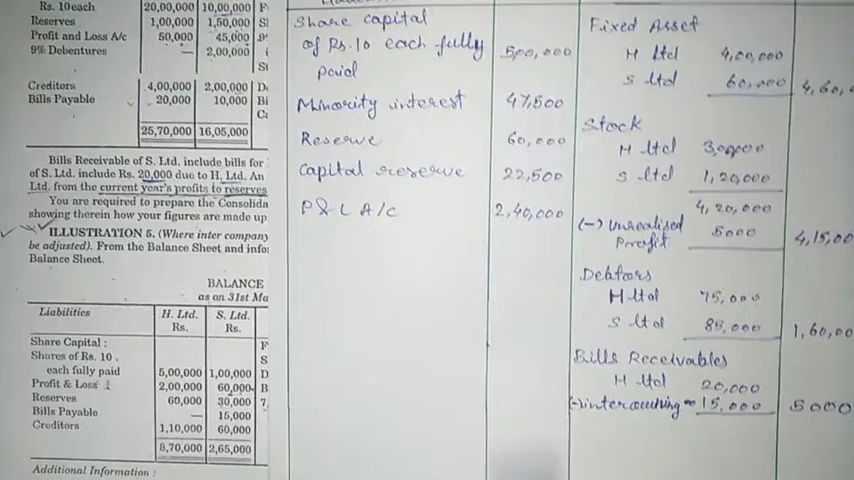 Rs. 10 each 20,00,000 10,00,000 F
Reserves 1,00,000 1,50,000
Profit and Loss A/c 50,000 45,000
9% Debentures — 2,00,000
Creditors 4,00,000 2,00,000 D
Bills Payable 20,000 10,000 Bi
25,70,000 16,05,000
Bills Receivable of S. Ltd. include bills for
of S. Ltd. include Rs. 20,000 due to H. Ltd. An
Ltd. from the current year's profits to reserves
You are required to prepare the Consolida
showing therein how your figures are made up
ILLUSTRATION 5. (Where inter company
be adjusted). From the Balance Sheet and info
Balance Sheet.
BALANCE
as on 31st Ma
Liabilities H. Ltd. S. Ltd.
Rs. Rs.
Share Capital :
Shares of Rs. 10
each fully paid 5,00,000 1,00,000
Profit & Loss 2,00,000 60,000 B
Reserves 60,000 30,000 7
Bills Payable — 15,000
Creditors 1,10,000 60,000
8,70,000 2,65,000
Additional Information :
Share capital
of Rs. 10 each fully 500,000
paid
Minority interest 47,500
Reserve 60,000
Capital reserve 22,500
P & L A/C 2,40,000
Fixed Asset
H ltd 4,00,000
S ltd 60,000 4,60,
Stock
H ltd 3,00,000
S ltd 1,20,000
4,20,000
(-) Unrealised 5000 4,15,00
Profit
Debtors
H ltd 75,000
S ltd 85,000 1,60,00
Bills Receivables
H ltd 20,000
15,000 5000